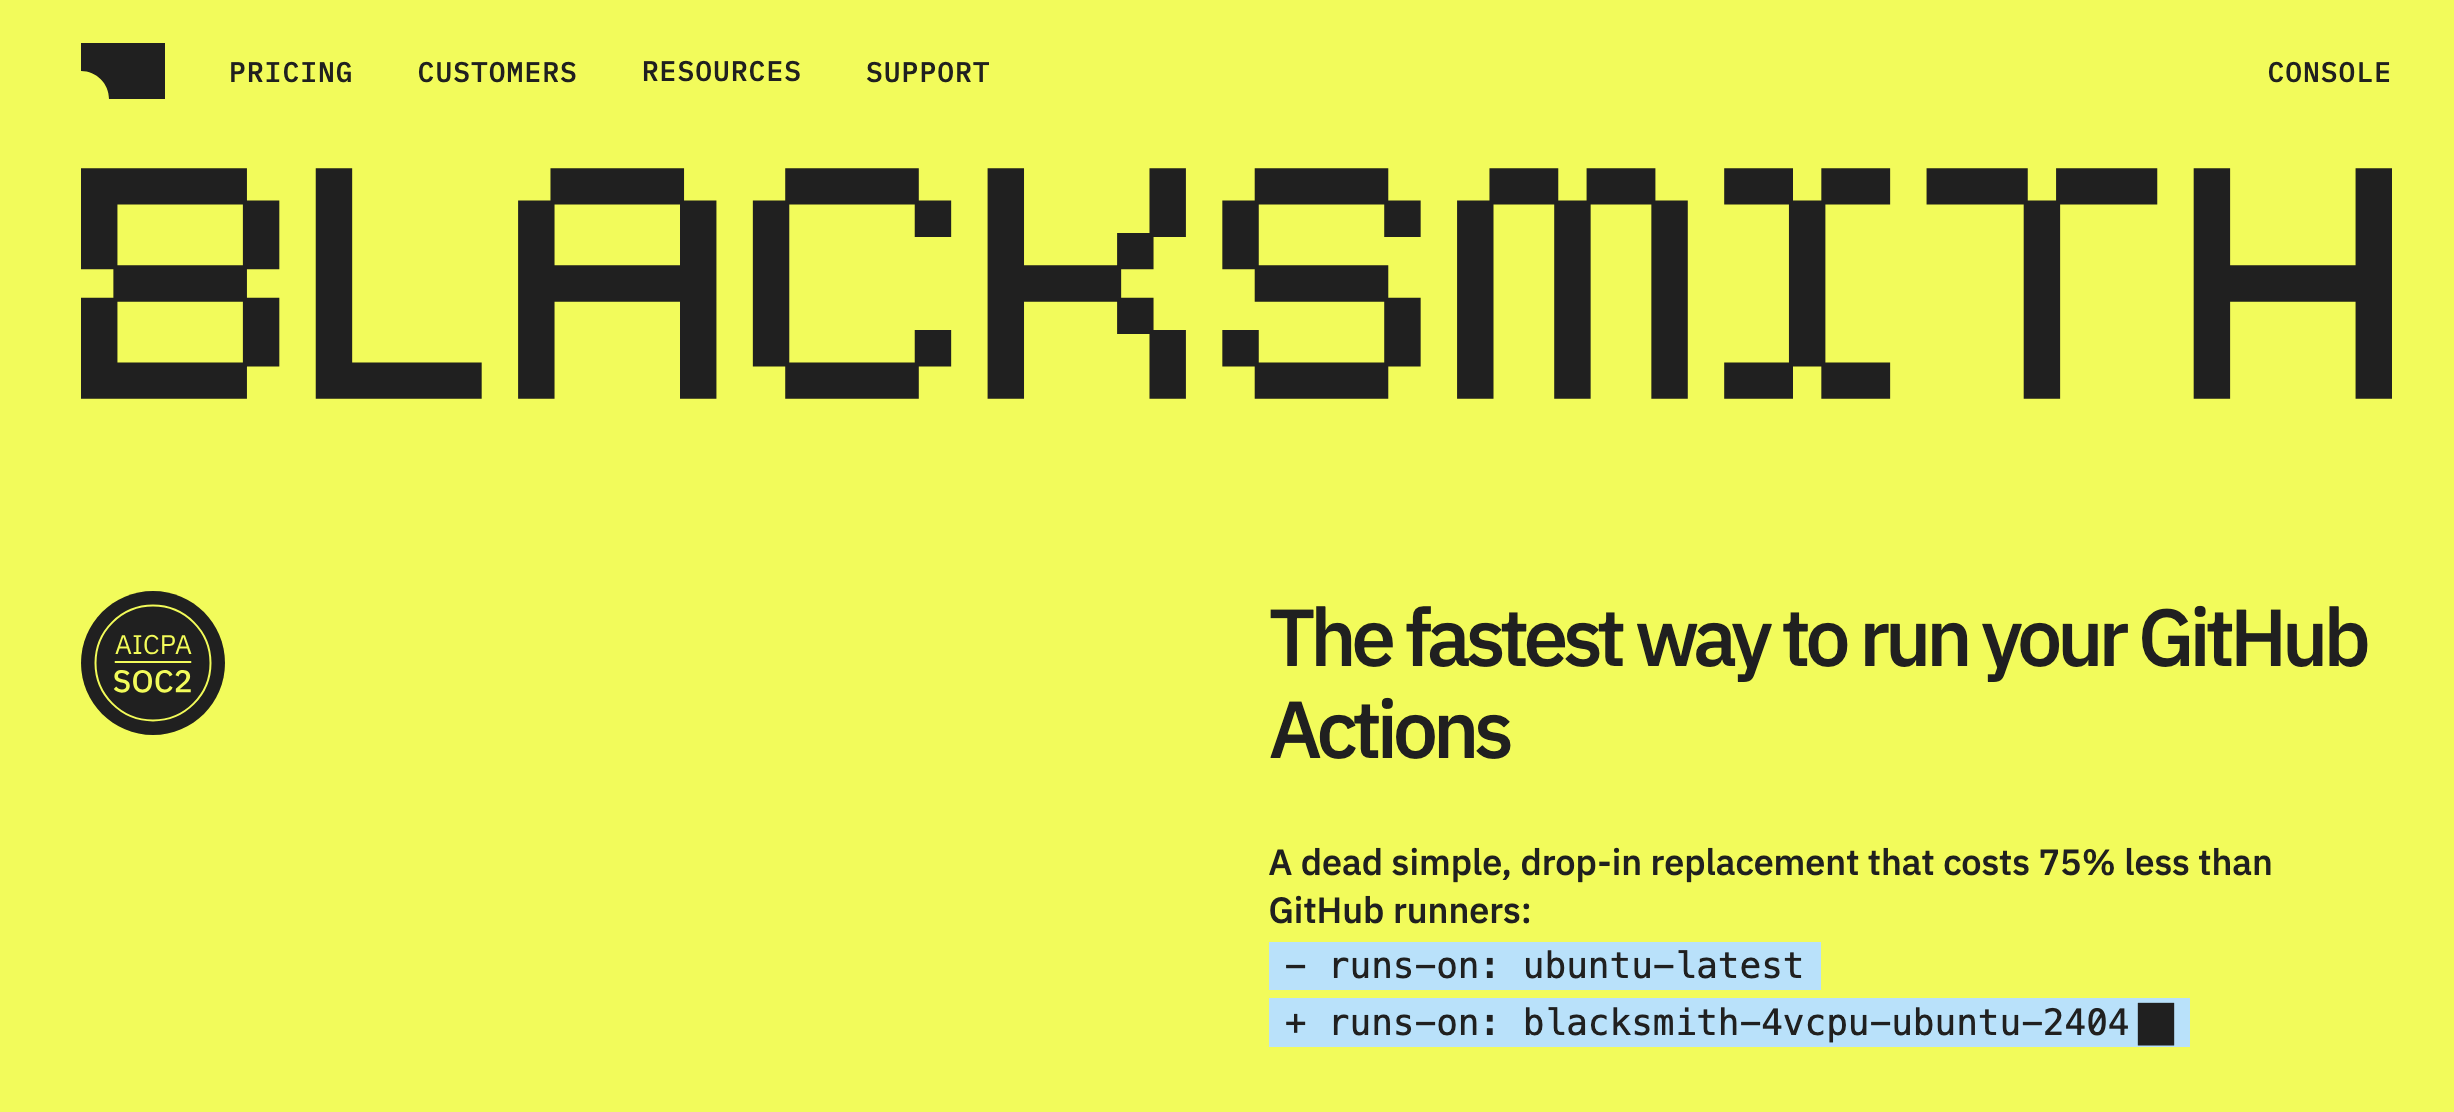 PRICING CUSTOMERS RESOURCES SUPPORT CONSOLE
BLACKSMITH
AICPA
SOC2
The fastest way to run your GitHub
Actions
A dead simple, drop-in replacement that costs 75% less than
GitHub runners:
- runs-on: ubuntu-latest
+ runs-on: blacksmith-4vcpu-ubuntu-2404